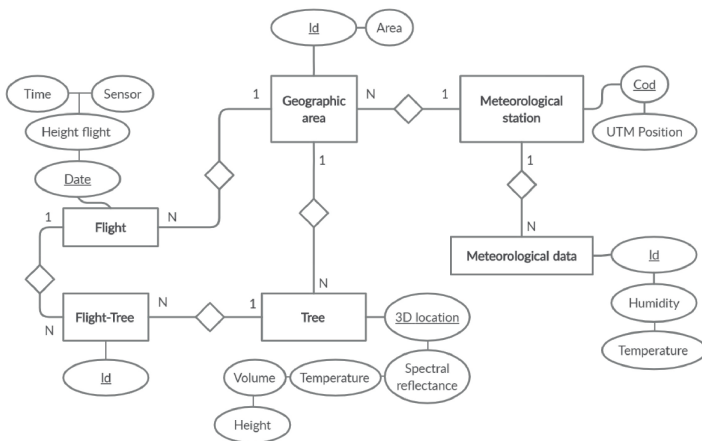 Id
Area
Time
Sensor
1
Geographic
area
N
1
Meteorological
station
Cod
Height flight
UTM Position
Date
1
1
1
Flight
N
N
Meteorological data
Id
N
N
Flight-Tree
N
1
Tree
3D location
Humidity
Id
Volume
Temperature
Spectral
reflectance
Temperature
Height